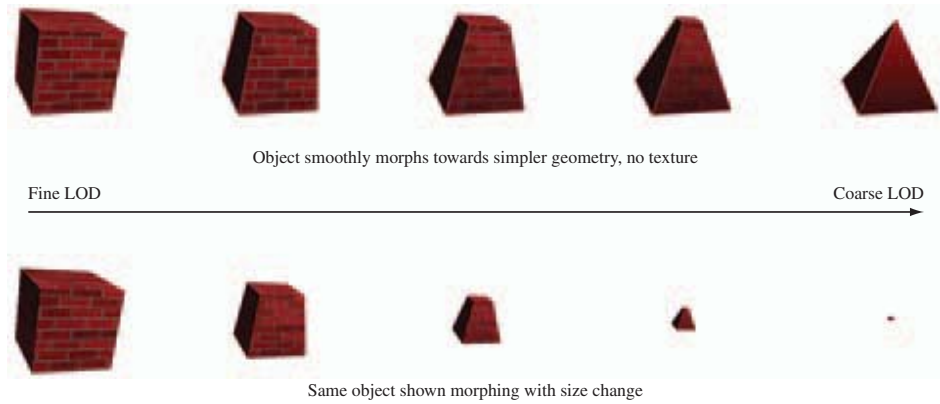 Object smoothly morphs towards simpler geometry, no texture
Fine LOD
Coarse LOD
Same object shown morphing with size change